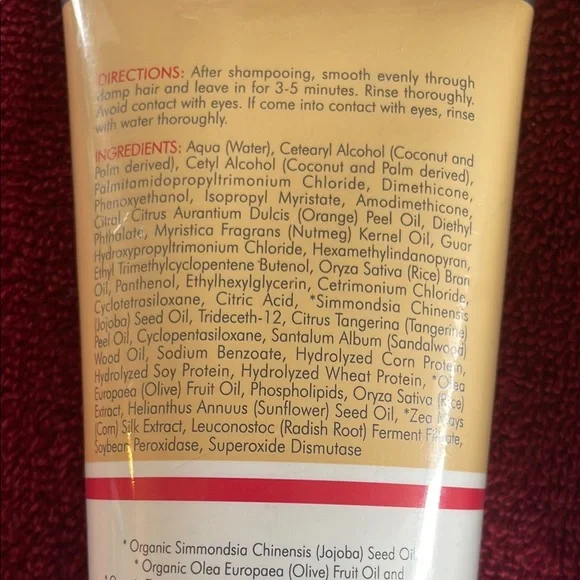 DIRECTIONS: After shampooing, smooth evenly through
damp hair and leave in for 3-5 minutes. Rinse thoroughly.
Avoid contact with eyes. If come into contact with eyes, rinse
with water thoroughly.
INGREDIENTS: Aqua (Water), Cetearyl Alcohol (Coconut and
Palm derived), Cetyl Alcohol (Coconut and Palm derived),
Palmitamidopropyltrimonium Chloride, Dimethicone,
Phenoxyethanol, Isopropyl Myristate, Amodimethicone,
Citral, Citrus Aurantium Dulcis (Orange) Peel Oil, Diethyl
Phthalate, Myristica Fragrans (Nutmeg) Kernel Oil, Guar
Hydroxypropyltrimonium Chloride, Hexamethylindanopyran,
Ethyl Trimethylcyclopentene Butenol, Oryza Sativa (Rice) Bran
Oil, Panthenol, Ethylhexylglycerin, Cetrimonium Chloride,
Cyclotetrasiloxane, Citric Acid, *Simmondsia Chinensis
(Jojoba) Seed Oil, Trideceth-12, Citrus Tangerina (Tangerine)
Peel Oil, Cyclopentasiloxane, Santalum Album (Sandalwood)
Wood Oil, Sodium Benzoate, Hydrolyzed Corn Protein,
Hydrolyzed Soy Protein, Hydrolyzed Wheat Protein, *Olea
Europaea (Olive) Fruit Oil, Phospholipids, Oryza Sativa (Rice)
Extract, Helianthus Annuus (Sunflower) Seed Oil, *Zea Mays
(Corn) Silk Extract, Leuconostoc (Radish Root) Ferment Filtrate,
Soybean Peroxidase, Superoxide Dismutase
* Organic Simmondsia Chinensis (Jojoba) Seed Oil,
* Organic Olea Europaea (Olive) Fruit Oil and